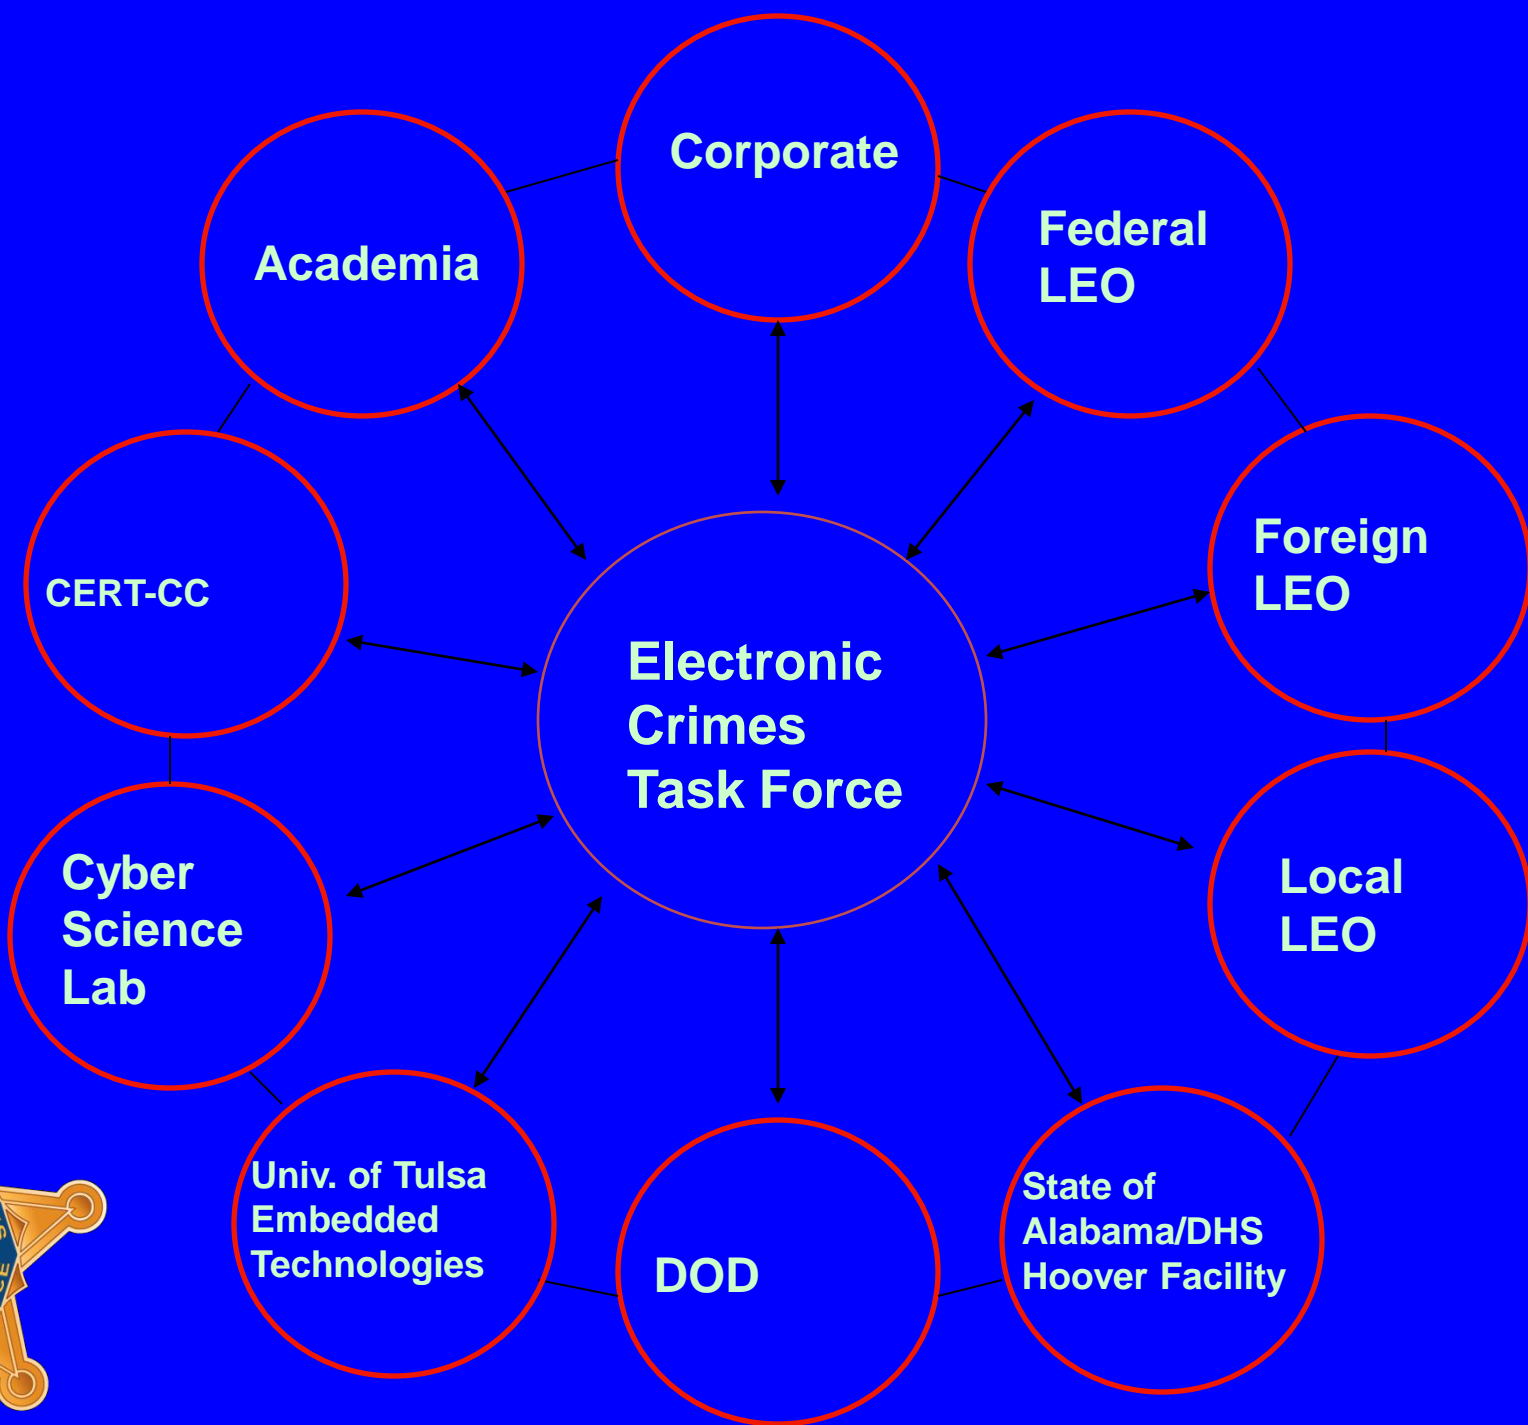 Corporate
Academia
Federal
LEO
Foreign
LEO
CERT-CC
Electronic
Crimes
Task Force
Local
LEO
Cyber
Science
Lab
Univ. of Tulsa
Embedded
Technologies
DOD
State of
Alabama/DHS
Hoover Facility